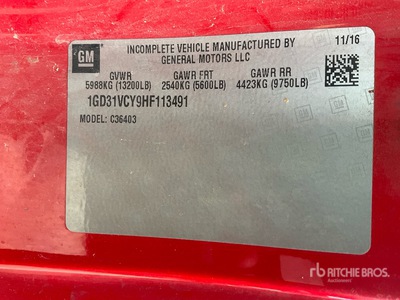 GM
INCOMPLETE VEHICLE MANUFACTURED BY
GENERAL MOTORS LLC
11/16
GVWR GAWR FRT GAWR RR
5988KG (13200LB) 2540KG (5600LB) 4423KG (9750LB)
1GD31VCY9HF113491
MODEL: C36403
rb RITCHIE BROS.
Auctioneers